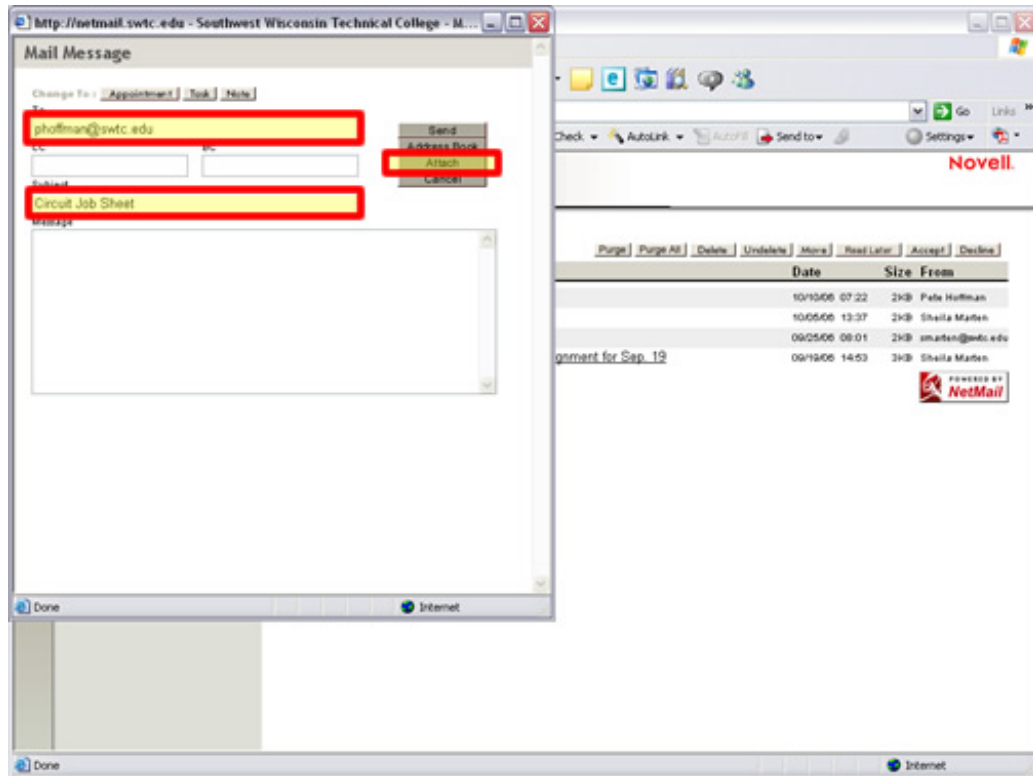 http://netmail.swtc.edu - Southwest Wisconsin Technical College - M...
Mail Message
Change To: Appointment Task Note
To
phoffman@swtc.edu
CC BC
Subject
Circuit Job Sheet
Message
Send
Address Book
Attach
Cancel
Done Internet
Go Links »
Check AutoLink AutoFill Send to Settings
Novell.
Purge Purge All Delete Undelete Move Read Later Accept Decline
Date Size From
10/10/06 07:22 2KB Pete Hoffman
10/05/06 13:37 2KB Sheila Marten
09/25/06 08:01 2KB smarten@swtc.edu
gnment for Sep. 19 09/19/06 14:53 3KB Sheila Marten
POWERED BY
NetMail
Done Internet